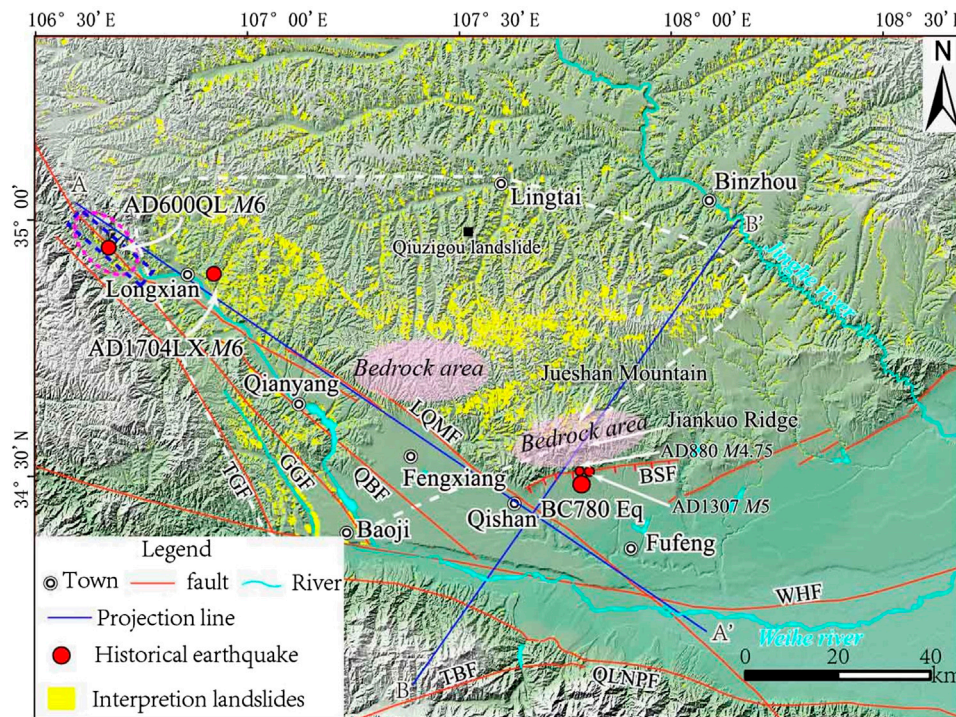 106° 30′ E
107° 00′ E
107° 30′ E
108° 00′ E
108° 30′ E
N
35° 00′
34° 30′ N
A
AD600QL M6
Lingtai
Binzhou
B'
Qiuzigou landslide
Jinghe river
Longxian
AD1704LX M6
Bedrock area
Jueshan Mountain
Qianyang
LQMF
Bedrock area
Jiankuo Ridge
AD880 M4.75
BSF
TGF
GGF
QBF
Fengxiang
AD1307 M5
Qishan
BC780 Eq
Baoji
Fufeng
WHF
A'
Weihe river
B
TBF
QLNPF
0 20 40
km
Legend
Town
fault
River
Projection line
Historical earthquake
Interpretion landslides